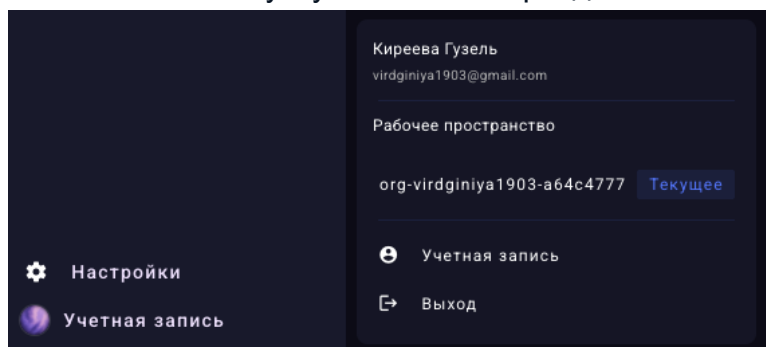 Киреева Гузель
virdginiya1903@gmail.com
Рабочее пространство
org-virdginiya1903-a64c4777 Текущее
Учетная запись
Выход
Настройки
Учетная запись